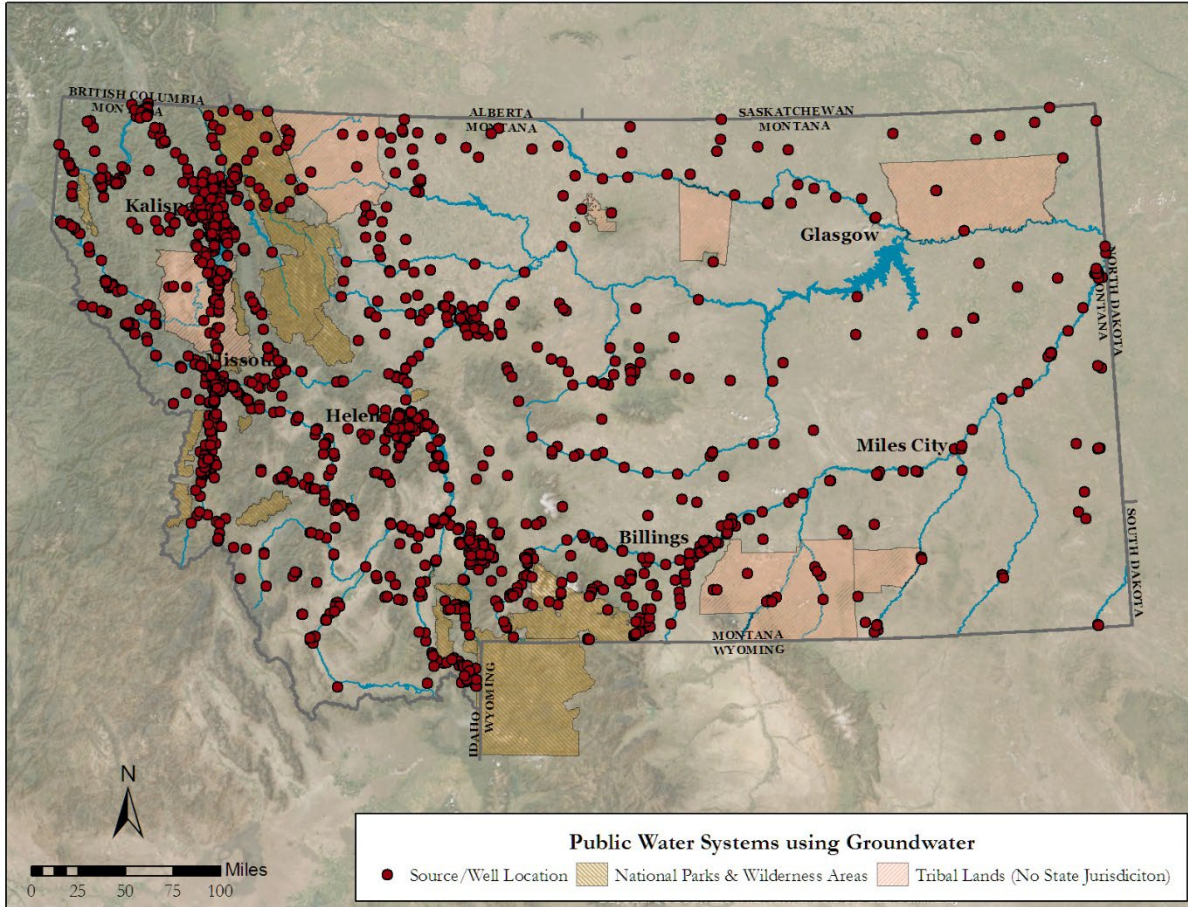 BRITISH COLUMBIA
MONTANA
ALBERTA
MONTANA
SASKATCHEWAN
MONTANA
Glasgow
NORTH DAKOTA
MONTANA
Helen
Miles City
Billings
SOUTH DAKOTA
MONTANA
WYOMING
IDAHO
WYOMING
N
Miles
0 25 50 75 100
Public Water Systems using Groundwater
Source/Well Location
National Parks & Wilderness Areas
Tribal Lands (No State Jurisdiciton)